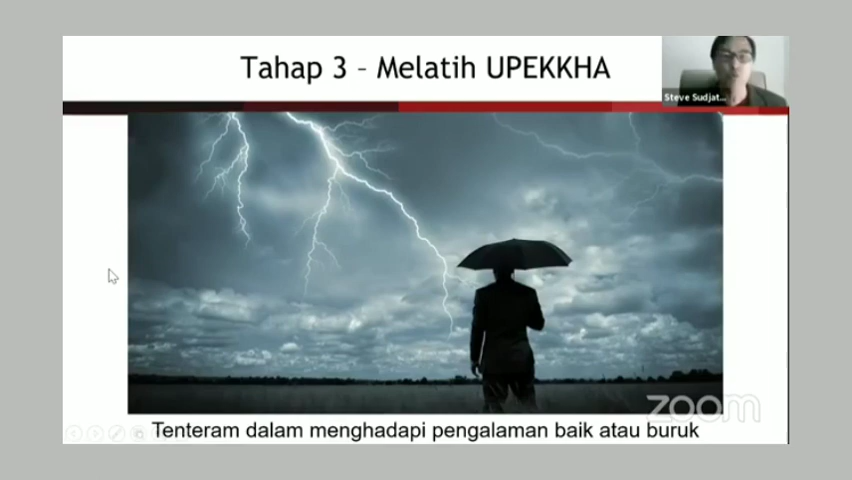 Tahap 3 – Melatih UPEKKHA
Steve Sudjat...
zoom
Tenteram dalam menghadapi pengalaman baik atau buruk